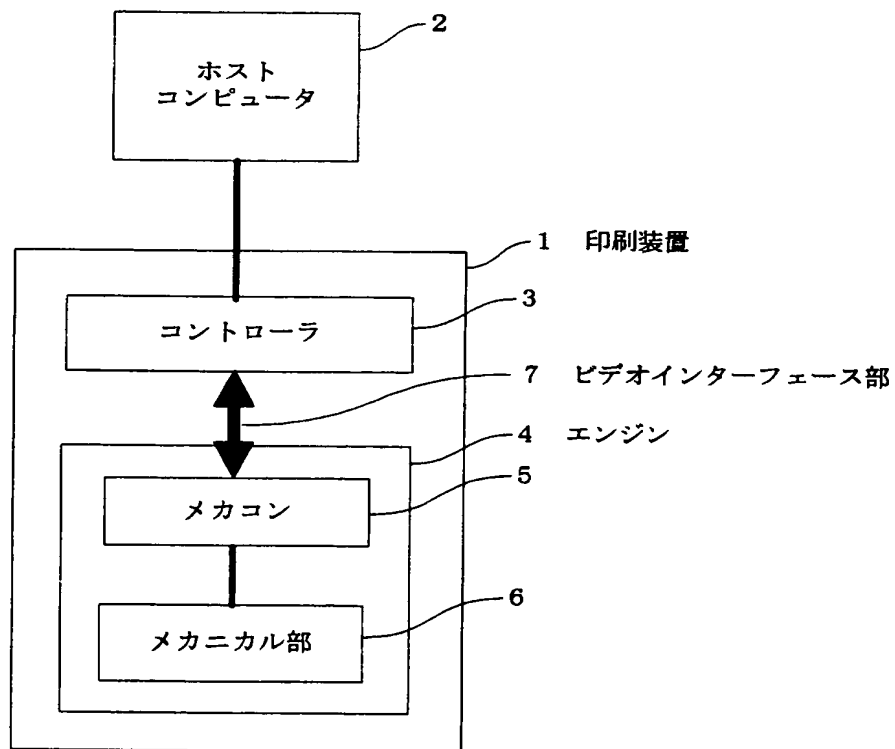 2
ホスト
コンピュータ
1 印刷装置
3
コントローラ
7 ビデオインターフェース部
4 エンジン
5
メカコン
6
メカニカル部